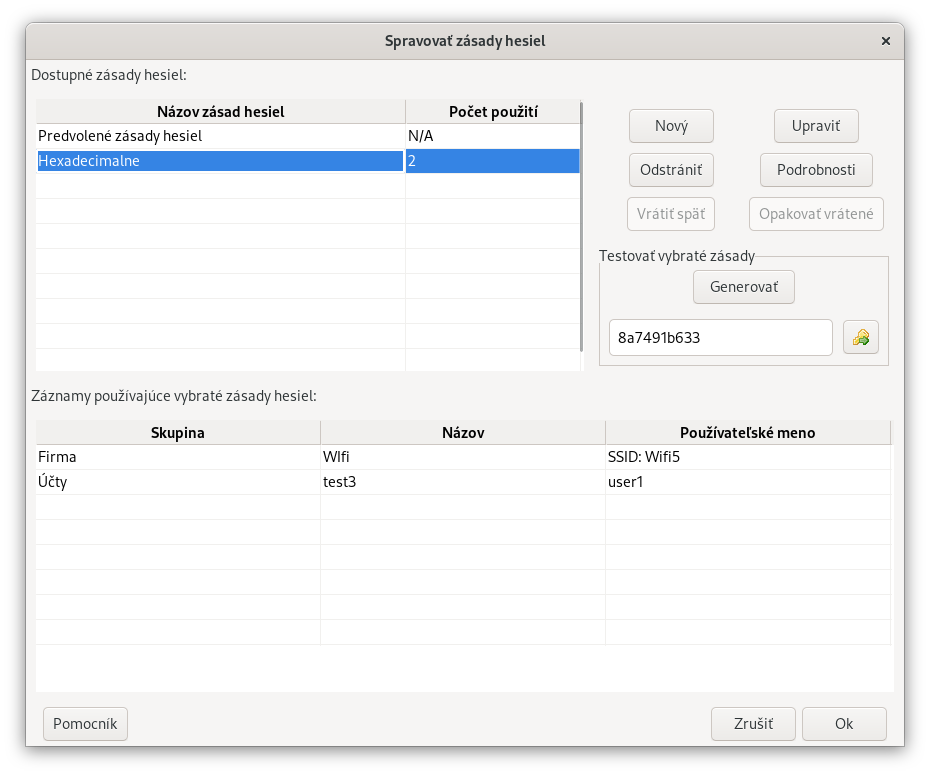 Spravovať zásady hesiel
Dostupné zásady hesiel:
Názov zásad hesiel Počet použití
Predvolené zásady hesiel N/A
Hexadecimalne 2
Nový Upraviť
Odstrániť Podrobnosti
Vrátiť späť Opakovať vrátené
Testovať vybraté zásady
Generovať
8a7491b633
Záznamy používajúce vybraté zásady hesiel:
Skupina Názov Používateľské meno
Firma WIfi SSID: Wifi5
Účty test3 user1
Pomocník Zrušiť Ok